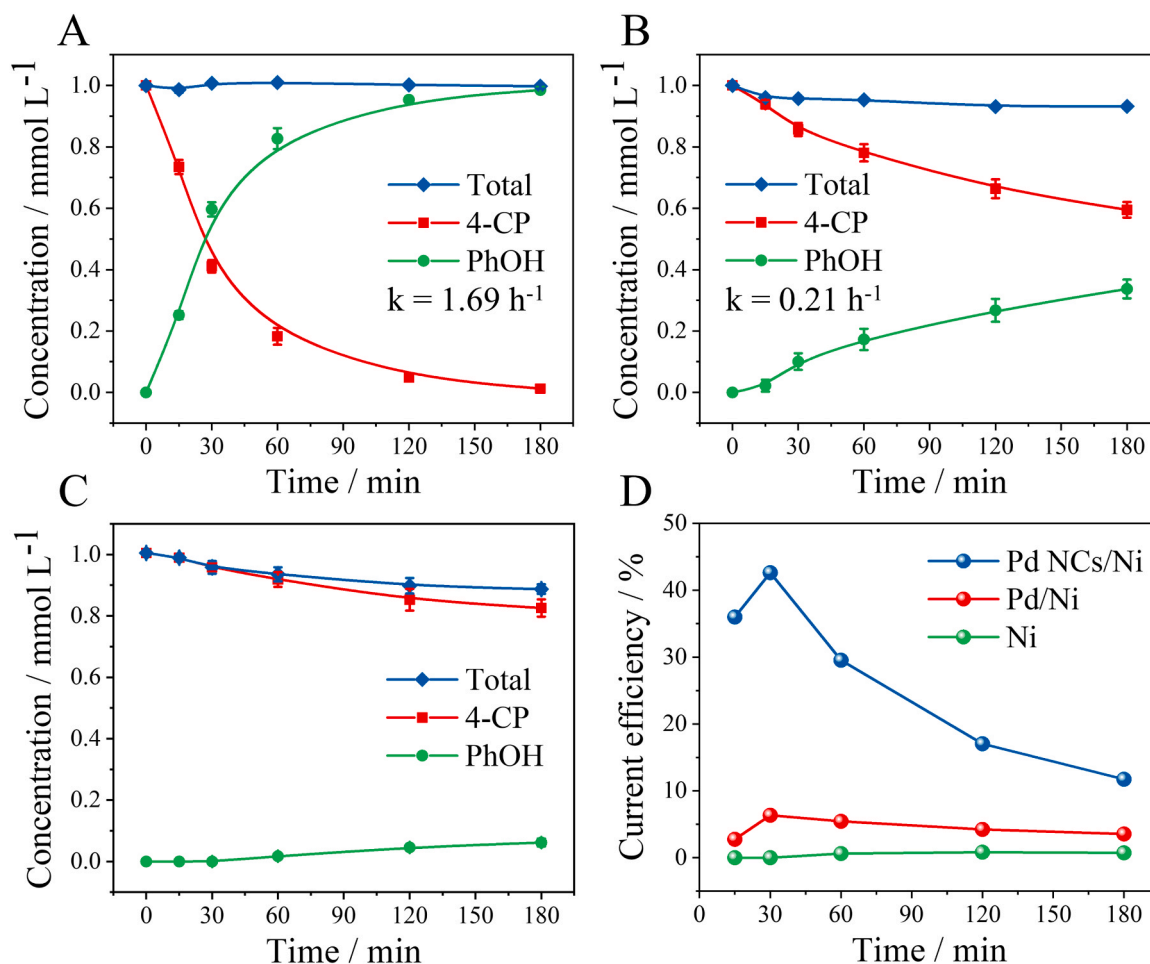 A
Concentration / mmol L⁻¹
1.0
0.8
0.6
0.4
0.2
0.0
Total
4-CP
PhOH
k = 1.69 h⁻¹
0 30 60 90 120 150 180
Time / min
B
Concentration / mmol L⁻¹
1.0
0.8
0.6
0.4
0.2
0.0
Total
4-CP
PhOH
k = 0.21 h⁻¹
0 30 60 90 120 150 180
Time / min
C
Concentration / mmol L⁻¹
1.0
0.8
0.6
0.4
0.2
0.0
Total
4-CP
PhOH
0 30 60 90 120 150 180
Time / min
D
Current efficiency / %
50
40
30
20
10
0
Pd NCs/Ni
Pd/Ni
Ni
0 30 60 90 120 150 180
Time / min